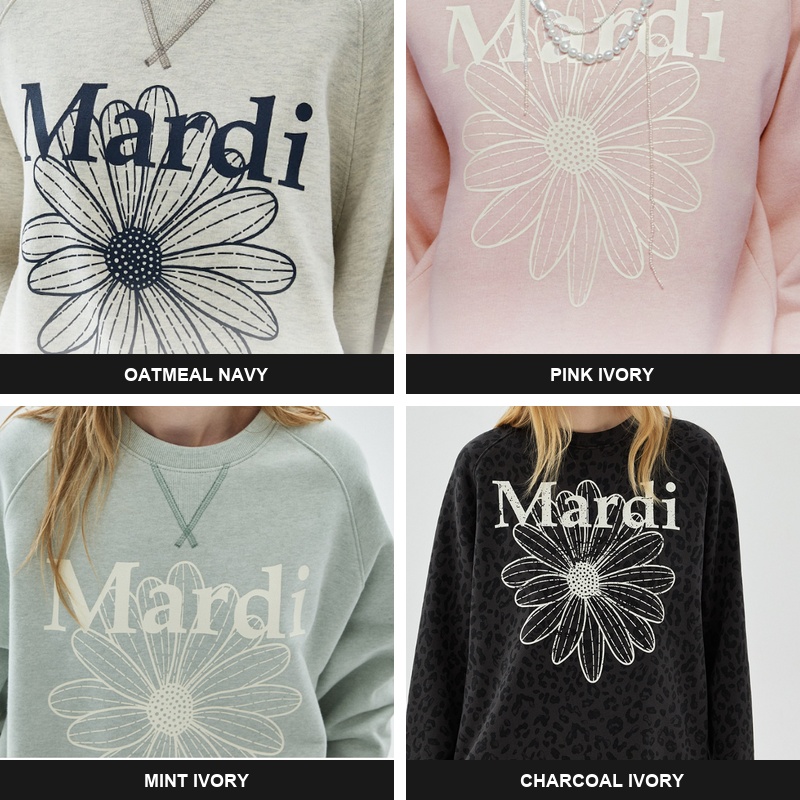 Mardi
Mardi
OATMEAL NAVY
PINK IVORY
Mardi
Mardi
MINT IVORY
CHARCOAL IVORY